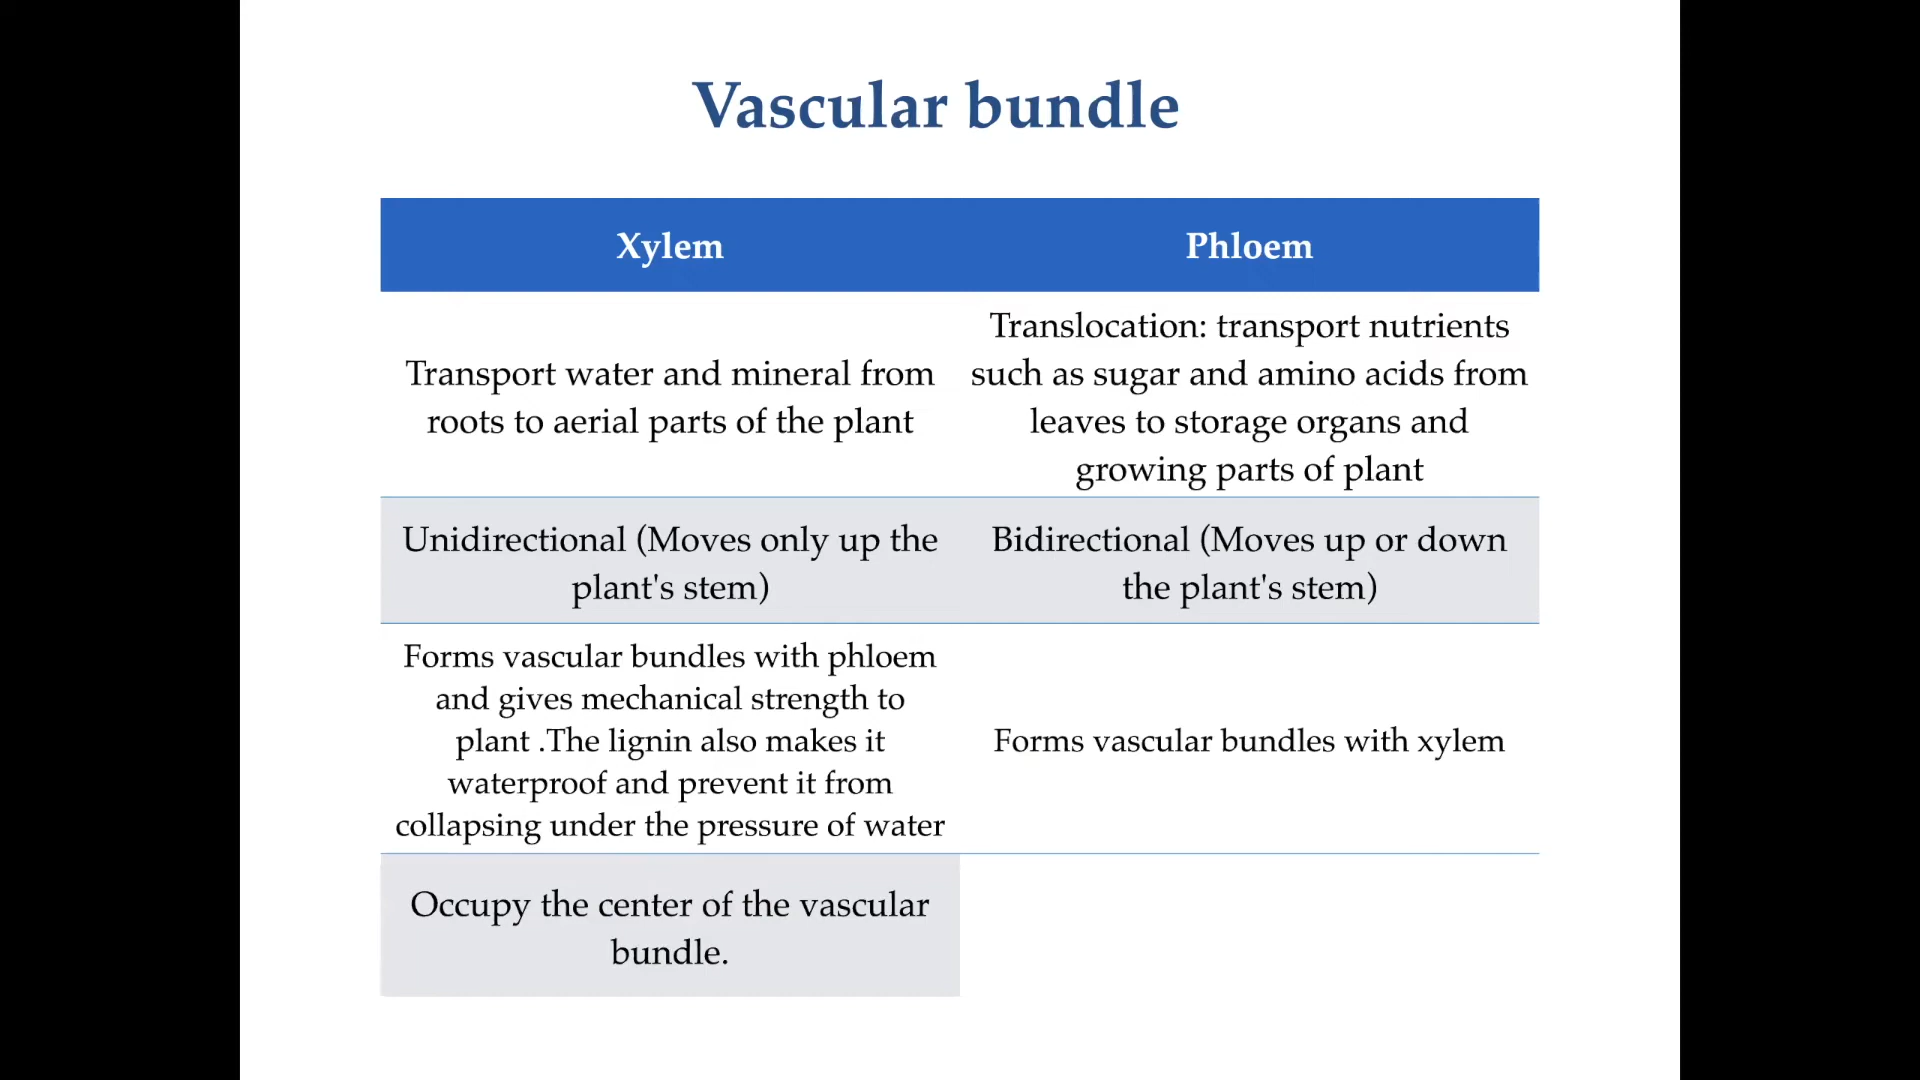 Vascular bundle
Xylem
Phloem
Transport water and mineral from
roots to aerial parts of the plant
Translocation: transport nutrients
such as sugar and amino acids from
leaves to storage organs and
growing parts of plant
Unidirectional (Moves only up the
plant's stem)
Bidirectional (Moves up or down
the plant's stem)
Forms vascular bundles with phloem
and gives mechanical strength to
plant .The lignin also makes it
waterproof and prevent it from
collapsing under the pressure of water
Forms vascular bundles with xylem
Occupy the center of the vascular
bundle.